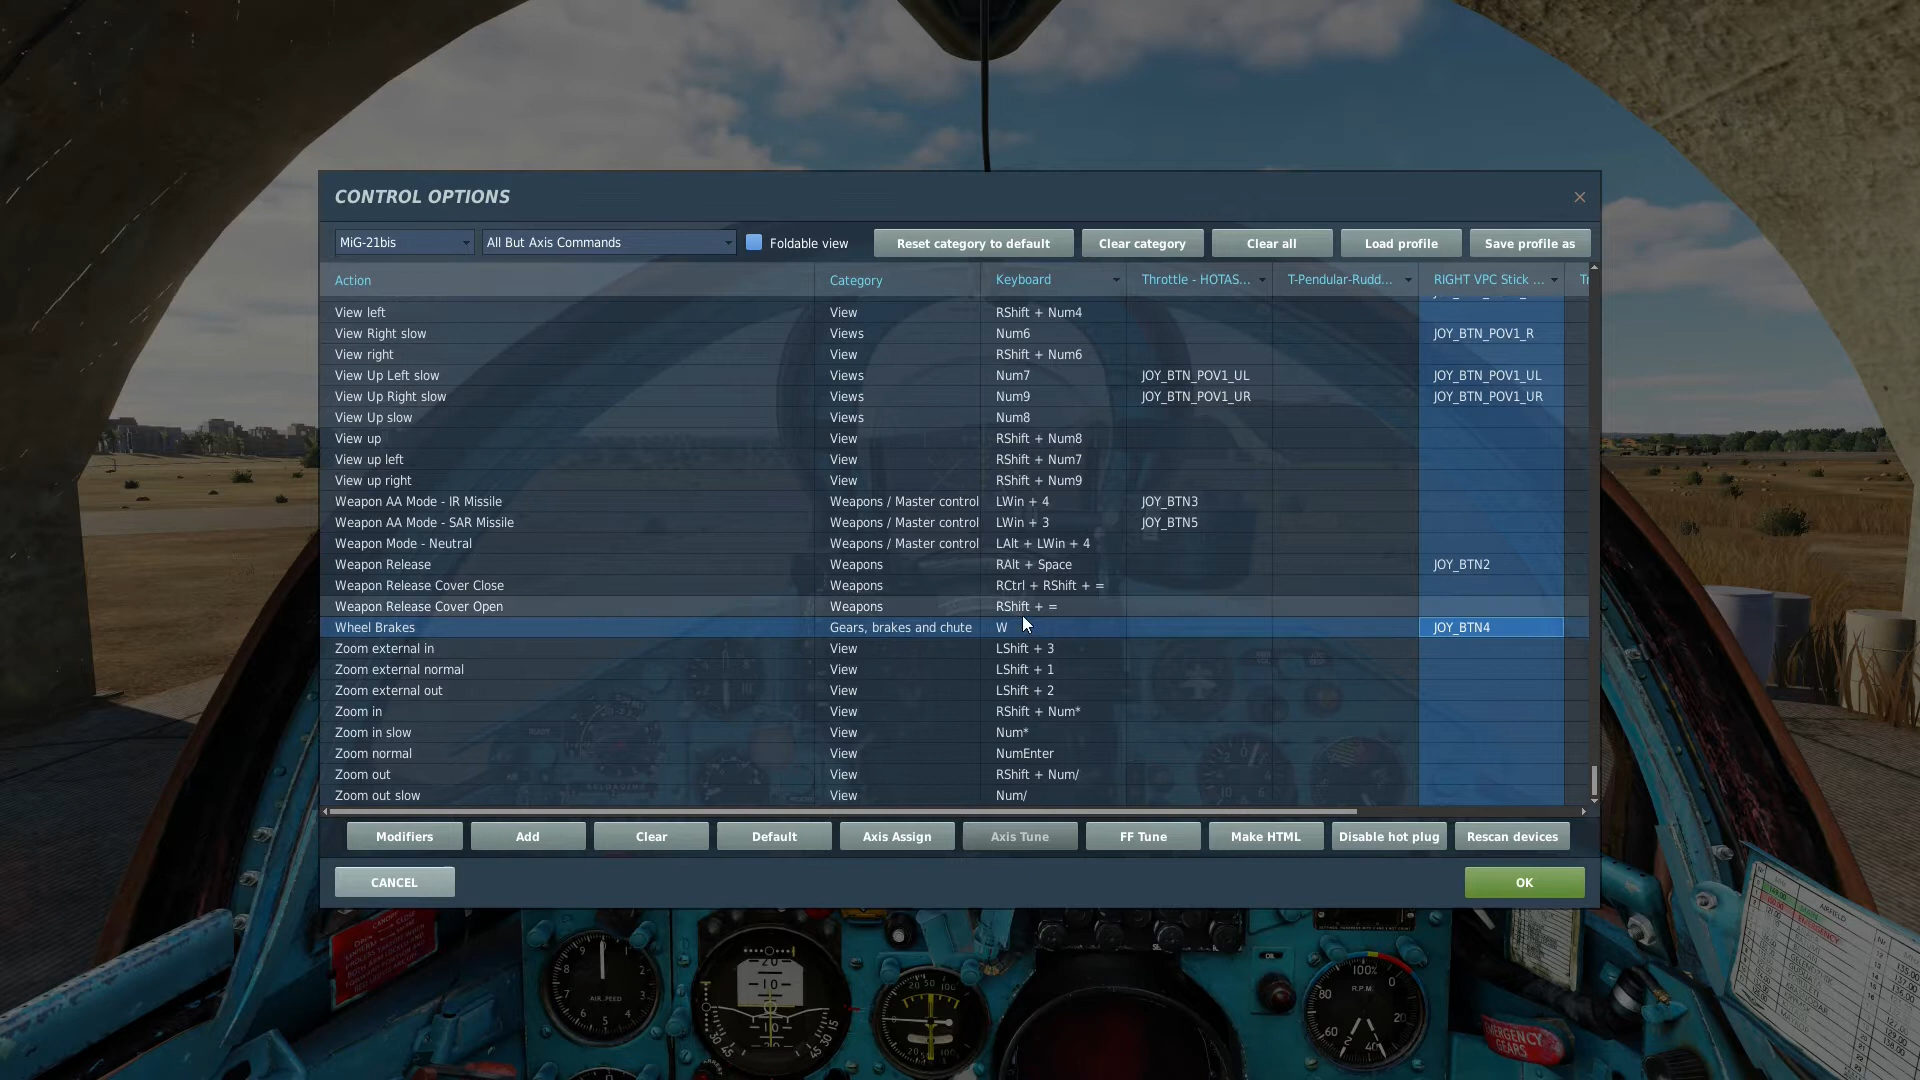 CONTROL OPTIONS
MiG-21bis All But Axis Commands Foldable view Reset category to default Clear category Clear all Load profile Save profile as
Action Category Keyboard Throttle - HOTAS... T-Pendular-Rudd... RIGHT VPC Stick ...
View left View RShift + Num4
View Right slow Views Num6 JOY_BTN_POV1_R
View right View RShift + Num6
View Up Left slow Views Num7 JOY_BTN_POV1_UL JOY_BTN_POV1_UL
View Up Right slow Views Num9 JOY_BTN_POV1_UR JOY_BTN_POV1_UR
View Up slow Views Num8
View up View RShift + Num8
View up left View RShift + Num7
View up right View RShift + Num9
Weapon AA Mode - IR Missile Weapons / Master control LWin + 4 JOY_BTN3
Weapon AA Mode - SAR Missile Weapons / Master control LWin + 3 JOY_BTN5
Weapon Mode - Neutral Weapons / Master control LAlt + LWin + 4
Weapon Release Weapons RAlt + Space JOY_BTN2
Weapon Release Cover Close Weapons RCtrl + RShift + =
Weapon Release Cover Open Weapons RShift + =
Wheel Brakes Gears, brakes and chute W JOY_BTN4
Zoom external in View LShift + 3
Zoom external normal View LShift + 1
Zoom external out View LShift + 2
Zoom in View RShift + Num*
Zoom in slow View Num*
Zoom normal View NumEnter
Zoom out View RShift + Num/
Zoom out slow View Num/
Modifiers Add Clear Default Axis Assign Axis Tune FF Tune Make HTML Disable hot plug Rescan devices
CANCEL OK
AIRFIELD
EMERGENCY
100%
R.P.M
80 0
60 20
40
EMERGENCY
GEARS